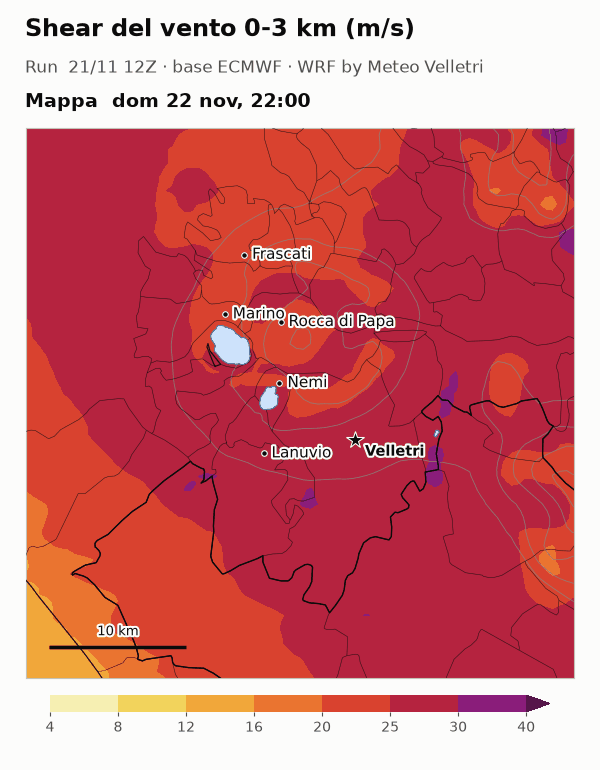 Shear del vento 0-3 km (m/s)
Run  21/11 12Z · base ECMWF · WRF by Meteo Velletri
Mappa  dom 22 nov, 22:00
Frascati
Marino
Rocca di Papa
Nemi
Velletri
Lanuvio
10 km
4 8 12 16 20 25 30 40